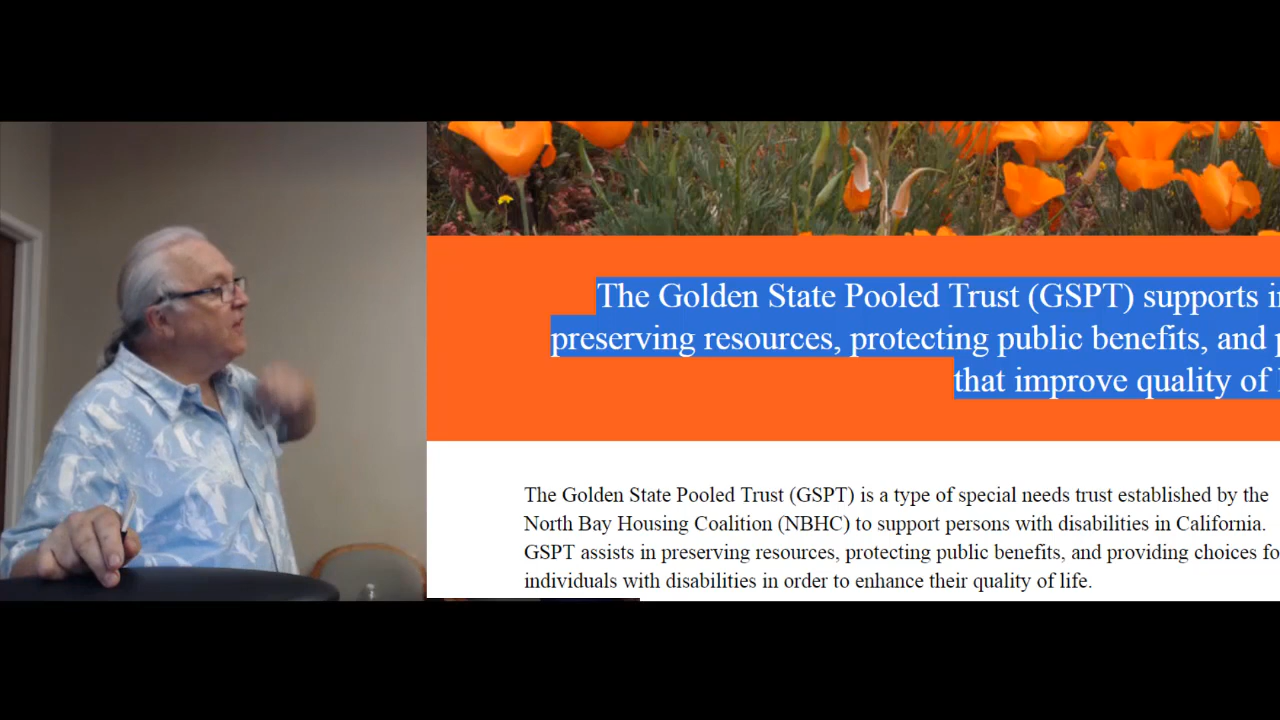 The Golden State Pooled Trust (GSPT) supports
preserving resources, protecting public benefits, and
that improve quality of
The Golden State Pooled Trust (GSPT) is a type of special needs trust established by the
North Bay Housing Coalition (NBHC) to support persons with disabilities in California.
GSPT assists in preserving resources, protecting public benefits, and providing choices
individuals with disabilities in order to enhance their quality of life.